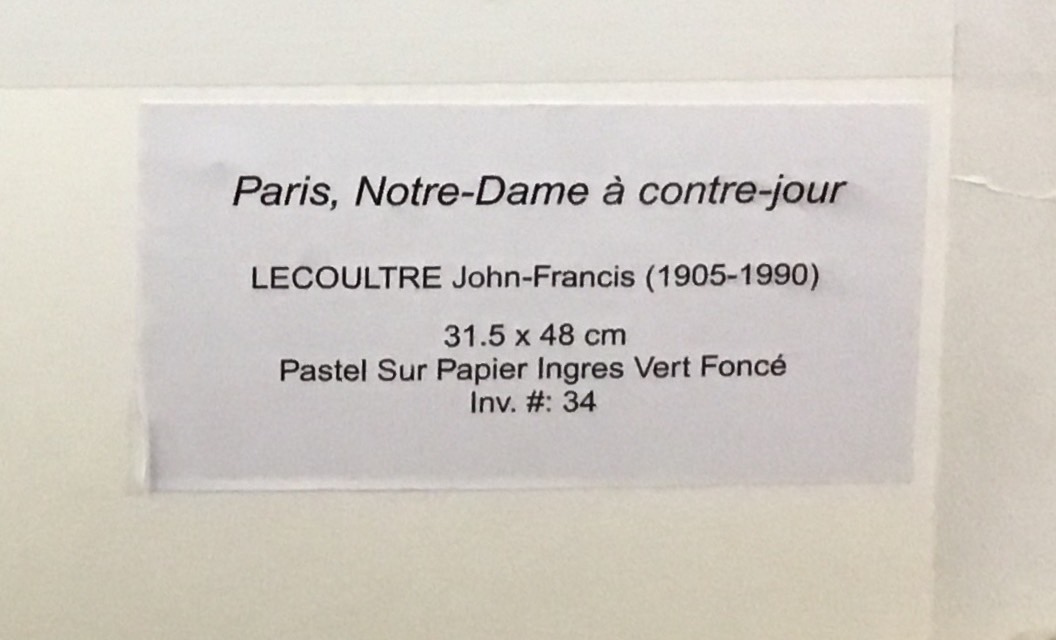 Paris, Notre-Dame à contre-jour
LECOULTRE John-Francis (1905-1990)
31.5 x 48 cm
Pastel Sur Papier Ingres Vert Foncé
Inv. #: 34